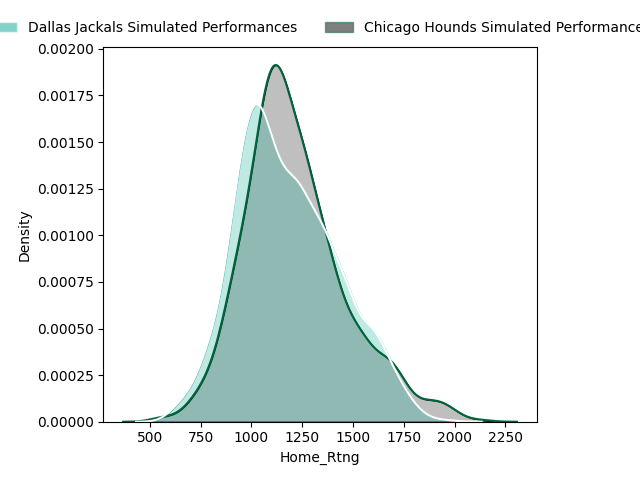 Dallas Jackals Simulated Performances Chicago Hounds Simulated Performance
0.00200
0.00175
0.00150
0.00125
0.00100
0.00075
0.00050
0.00025
0.00000
Density
500 750 1000 1250 1500 1750 2000 2250
Home_Rtng